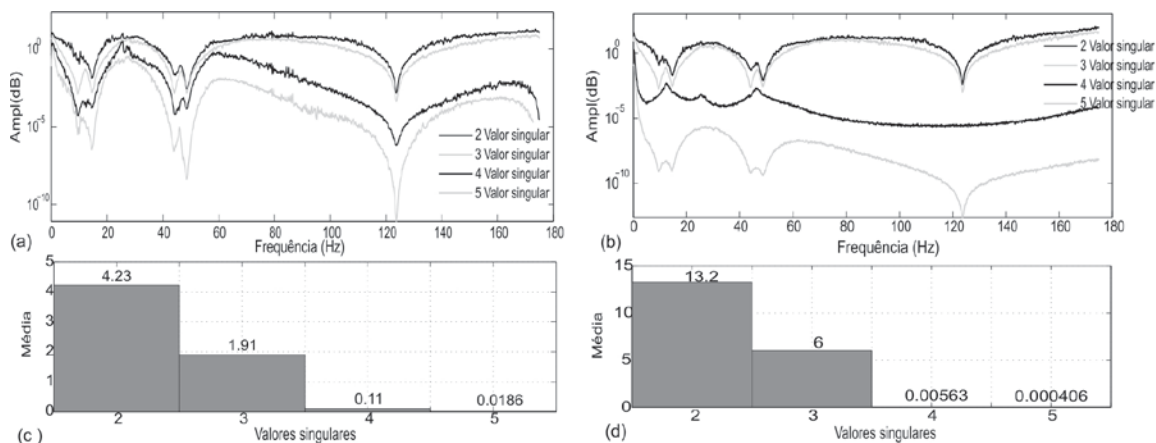 10⁰
10⁻⁵
10⁻¹⁰
Ampl(dB)
2 Valor singular
3 Valor singular
4 Valor singular
5 Valor singular
0 20 40 60 80 100 120 140 160 180
(a)
Frequência (Hz)
10⁰
10⁻⁵
10⁻¹⁰
Ampl(dB)
2 Valor singular
3 Valor singular
4 Valor singular
5 Valor singular
0 20 40 60 80 100 120 140 160 180
(b)
Frequência (Hz)
5
4
3
2
1
0
Média
4.23
1.91
0.11
0.0186
2 3 4 5
(c)
Valores singulares
15
10
5
0
Média
13.2
6
0.00563
0.000406
2 3 4 5
Valores singulares
(d)